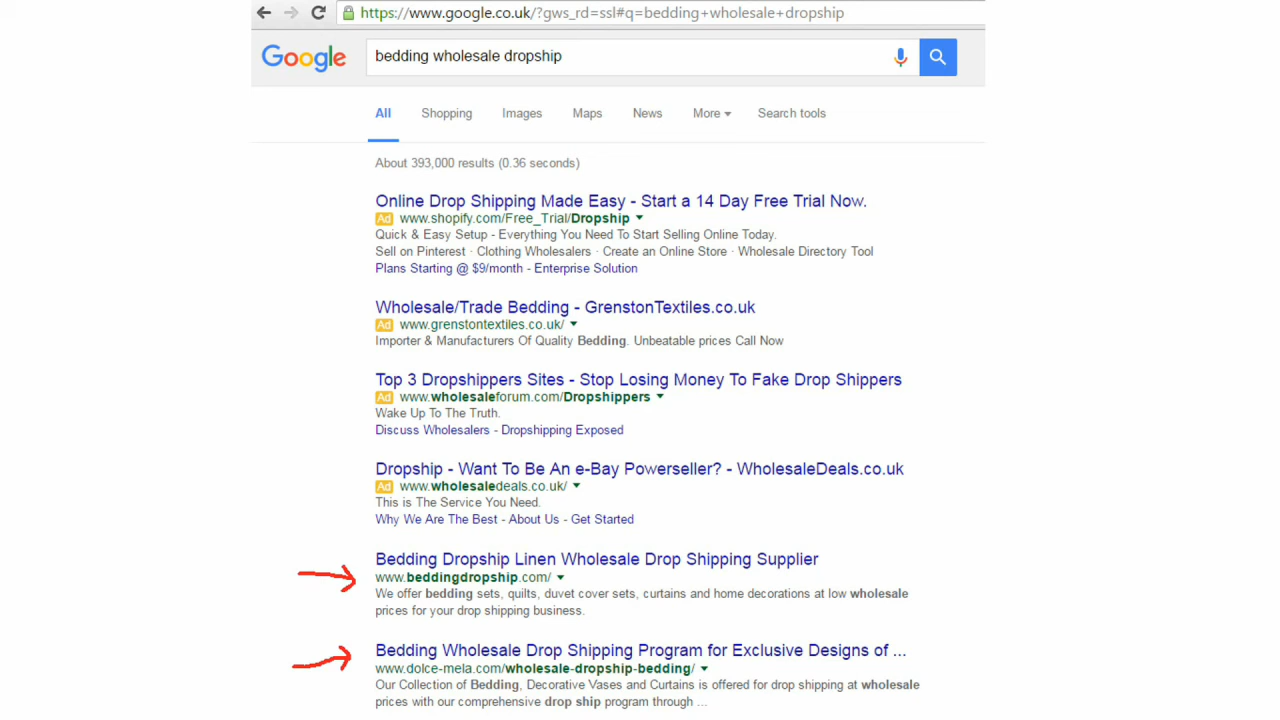 https://www.google.co.uk/?gws_rd=ssl#q=bedding+wholesale+dropship
Google
bedding wholesale dropship
All Shopping Images Maps News More Search tools
About 393,000 results (0.36 seconds)
Online Drop Shipping Made Easy - Start a 14 Day Free Trial Now.
Ad www.shopify.com/Free_Trial/Dropship
Quick & Easy Setup - Everything You Need To Start Selling Online Today.
Sell on Pinterest · Clothing Wholesalers · Create an Online Store · Wholesale Directory Tool
Plans Starting @ $9/month - Enterprise Solution
Wholesale/Trade Bedding - GrenstonTextiles.co.uk
Ad www.grenstontextiles.co.uk/
Importer & Manufacturers Of Quality Bedding. Unbeatable prices Call Now
Top 3 Dropshippers Sites - Stop Losing Money To Fake Drop Shippers
Ad www.wholesaleforum.com/Dropshippers
Wake Up To The Truth.
Discuss Wholesalers - Dropshipping Exposed
Dropship - Want To Be An e-Bay Powerseller? - WholesaleDeals.co.uk
Ad www.wholesaledeals.co.uk/
This is The Service You Need.
Why We Are The Best - About Us - Get Started
Bedding Dropship Linen Wholesale Drop Shipping Supplier
www.beddingdropship.com/
We offer bedding sets, quilts, duvet cover sets, curtains and home decorations at low wholesale
prices for your drop shipping business.
Bedding Wholesale Drop Shipping Program for Exclusive Designs of ...
www.dolce-mela.com/wholesale-dropship-bedding/
Our Collection of Bedding, Decorative Vases and Curtains is offered for drop shipping at wholesale
prices with our comprehensive drop ship program through ...